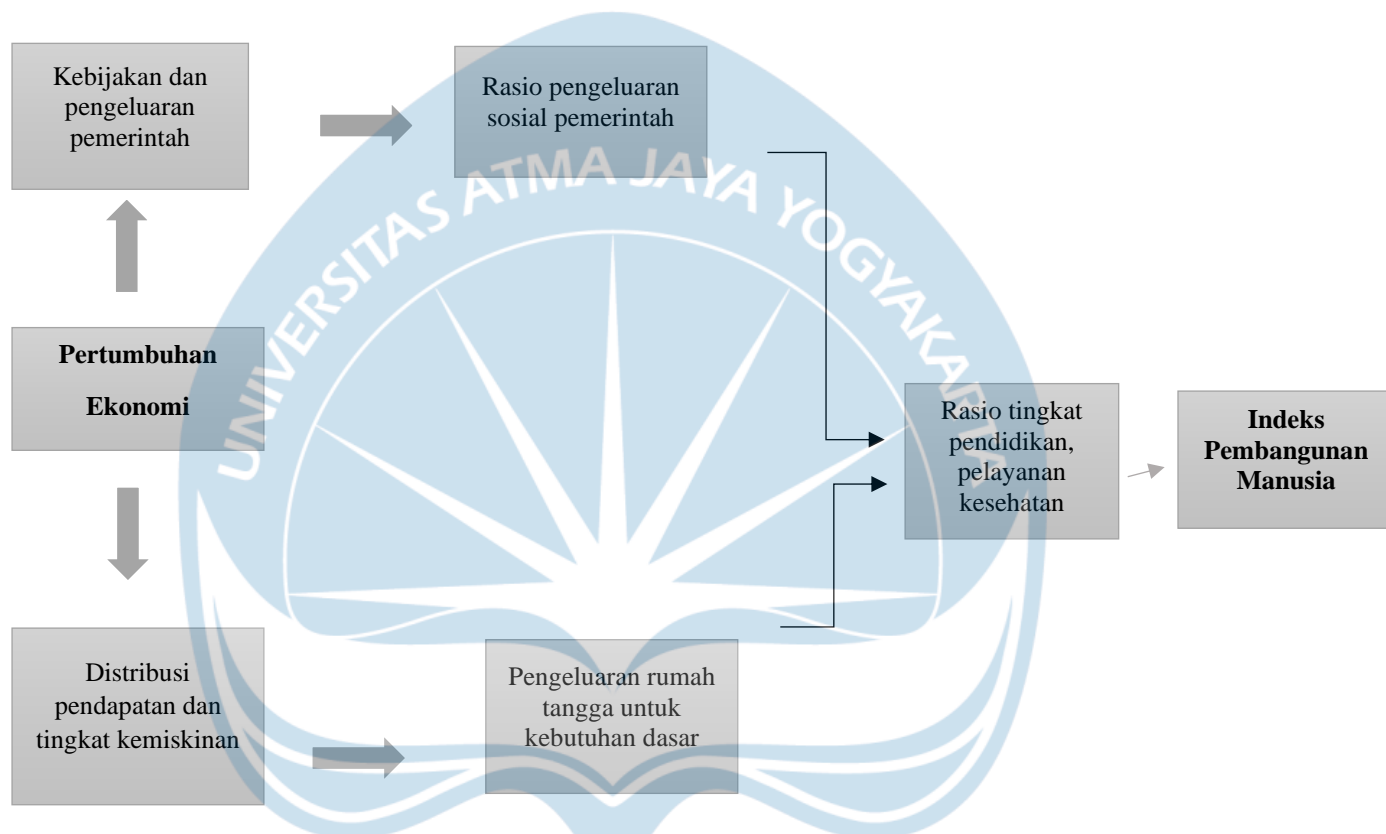 Kebijakan dan
pengeluaran
pemerintah
Rasio pengeluaran
sosial pemerintah
UNIVERSITAS ATMA JAYA YOGYAKARTA
Pertumbuhan
Ekonomi
Rasio tingkat
pendidikan,
pelayanan
kesehatan
Indeks
Pembangunan
Manusia
Distribusi
pendapatan dan
tingkat kemiskinan
Pengeluaran rumah
tangga untuk
kebutuhan dasar